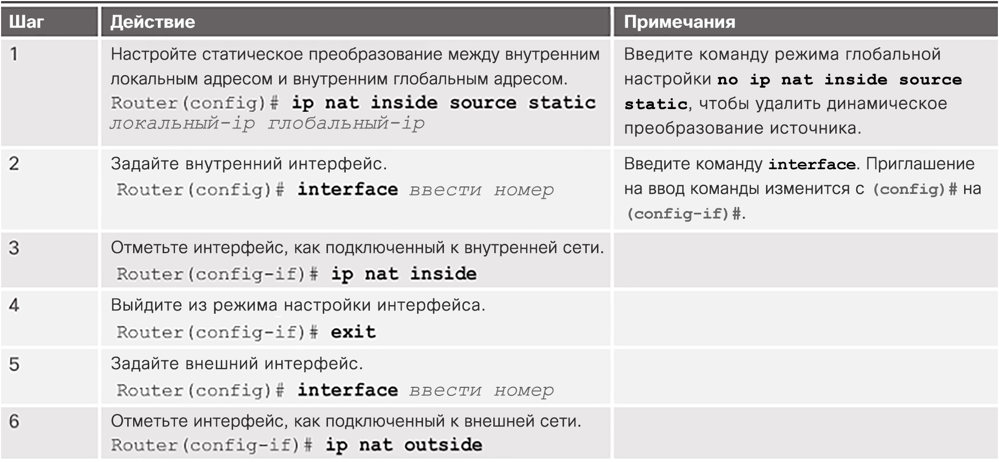 Шаг
Действие
Примечания
1
Настройте статическое преобразование между внутренним
локальным адресом и внутренним глобальным адресом.
Router(config)# ip nat inside source static
локальный-ip глобальный-ip
Введите команду режима глобальной
настройки no ip nat inside source
static, чтобы удалить динамическое
преобразование источника.
2
Задайте внутренний интерфейс.
Router(config)# interface ввести номер
Введите команду interface. Приглашение
на ввод команды изменится с (config)# на
(config-if)#.
3
Отметьте интерфейс, как подключенный к внутренней сети.
Router(config-if)# ip nat inside
4
Выйдите из режима настройки интерфейса.
Router(config-if)# exit
5
Задайте внешний интерфейс.
Router(config)# interface ввести номер
6
Отметьте интерфейс, как подключенный к внешней сети.
Router(config-if)# ip nat outside